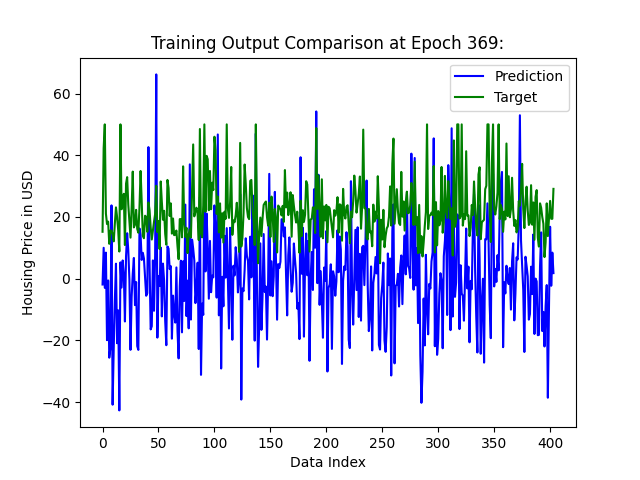 Training Output Comparison at Epoch 369:
Prediction
Target
Housing Price in USD
60
40
20
0
−20
−40
0 50 100 150 200 250 300 350 400
Data Index